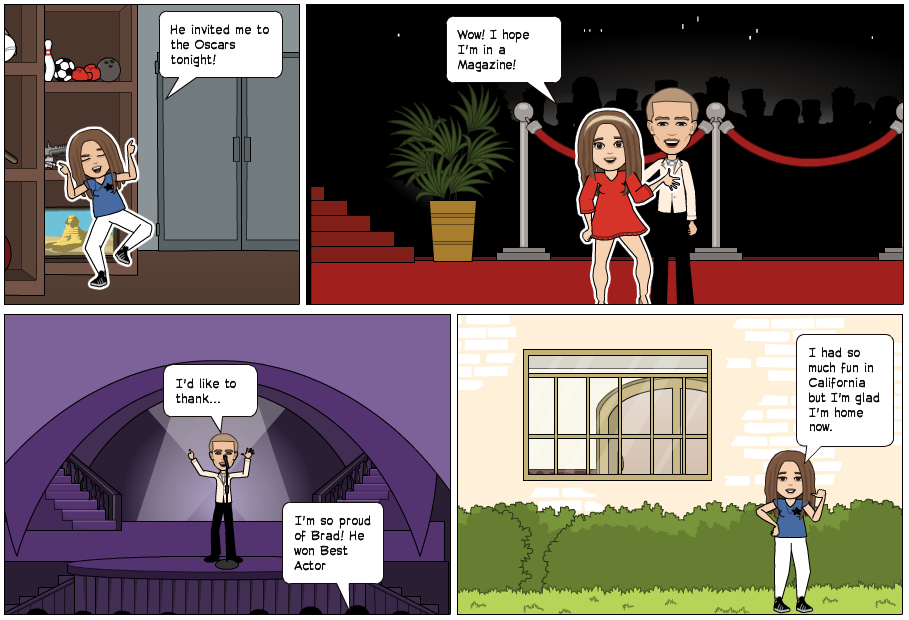 He invited me to
the Oscars
tonight!
Wow! I hope
I'm in a
Magazine!
I'd like to
thank...
I'm so proud
of Brad! He
won Best
Actor
I had so
much fun in
California
but I'm glad
I'm home
now.